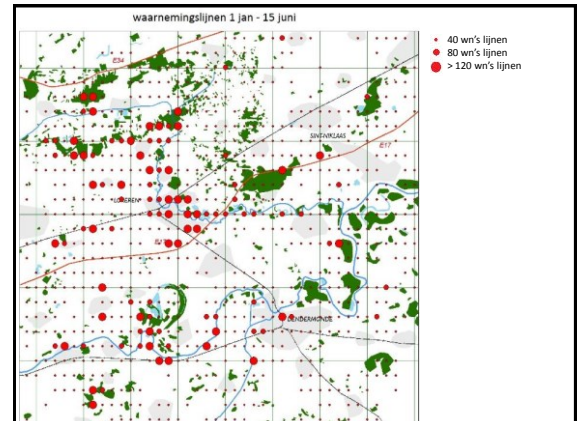 waarnemingslijnen 1 jan - 15 juni
40 wn's lijnen
80 wn's lijnen
> 120 wn's lijnen
E34
SINT-NIKLAAS
E17
LOKEREN
E17
DENDERMONDE